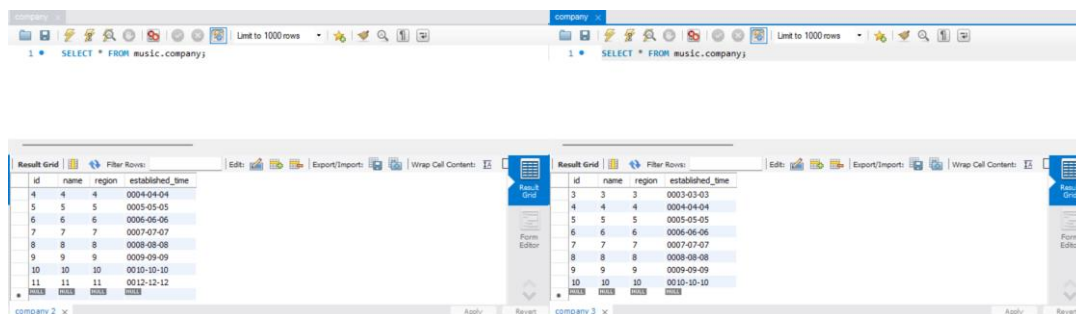 company
Limit to 1000 rows
1 SELECT * FROM music.company;
Result Grid Filter Rows: Edit: Export/Import: Wrap Cell Content:
id name region established_time
4 4 4 0004-04-04
5 5 5 0005-05-05
6 6 6 0006-06-06
7 7 7 0007-07-07
8 8 8 0008-08-08
9 9 9 0009-09-09
10 10 10 0010-10-10
11 11 11 0012-12-12
NULL NULL NULL NULL
Result
Grid
Form
Editor
company 2 Apply Revert
company
Limit to 1000 rows
1 SELECT * FROM music.company;
Result Grid Filter Rows: Edit: Export/Import: Wrap Cell Content:
id name region established_time
3 3 3 0003-03-03
4 4 4 0004-04-04
5 5 5 0005-05-05
6 6 6 0006-06-06
7 7 7 0007-07-07
8 8 8 0008-08-08
9 9 9 0009-09-09
10 10 10 0010-10-10
NULL NULL NULL NULL
company 3 Apply Revert